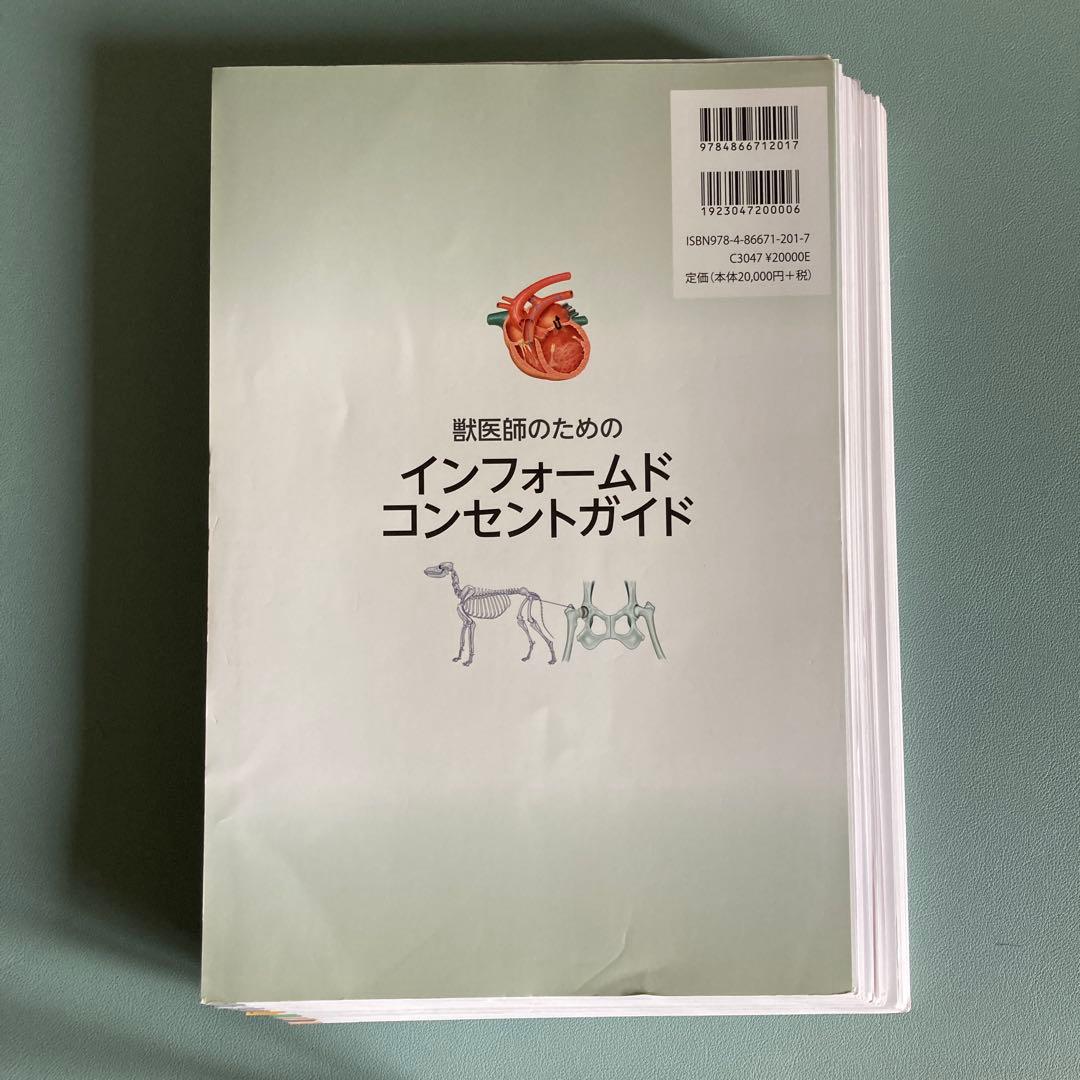 9784866712017
1923047200006
ISBN978-4-86671-201-7
C3047 ¥20000E
定価(本体20,000円+税)
獣医師のための
インフォームド
コンセントガイド